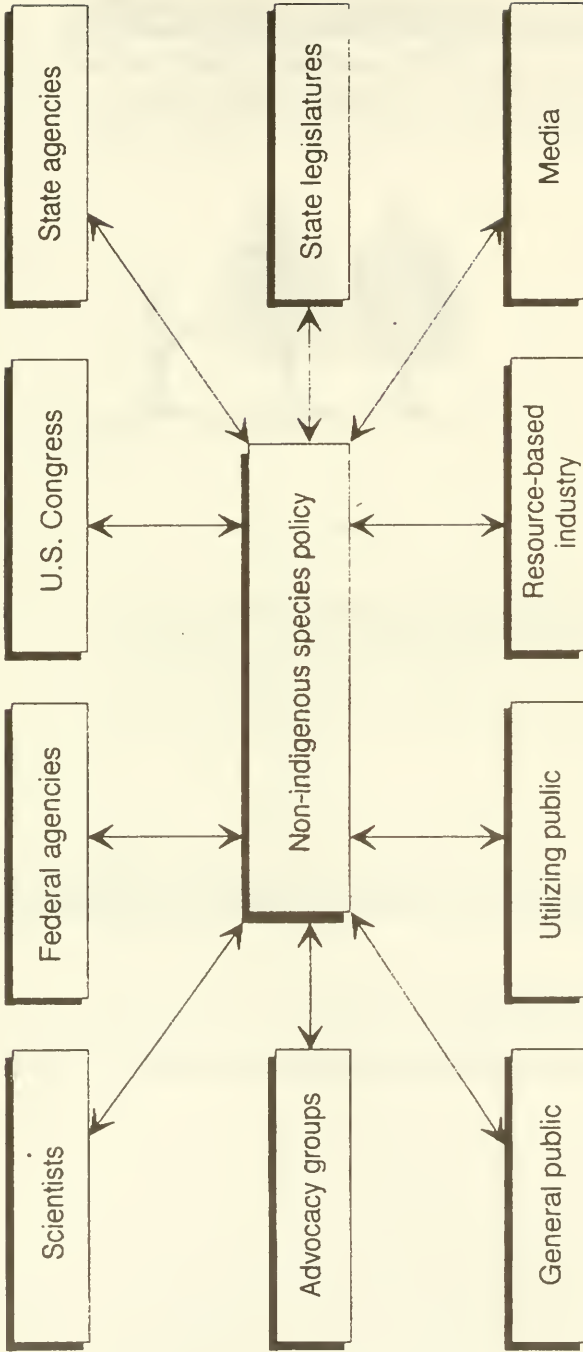 Scientists
Federal agencies
U.S. Congress
State agencies
Advocacy groups
Non-indigenous species policy
State legislatures
General public
Utilizing public
Resource-based
industry
Media